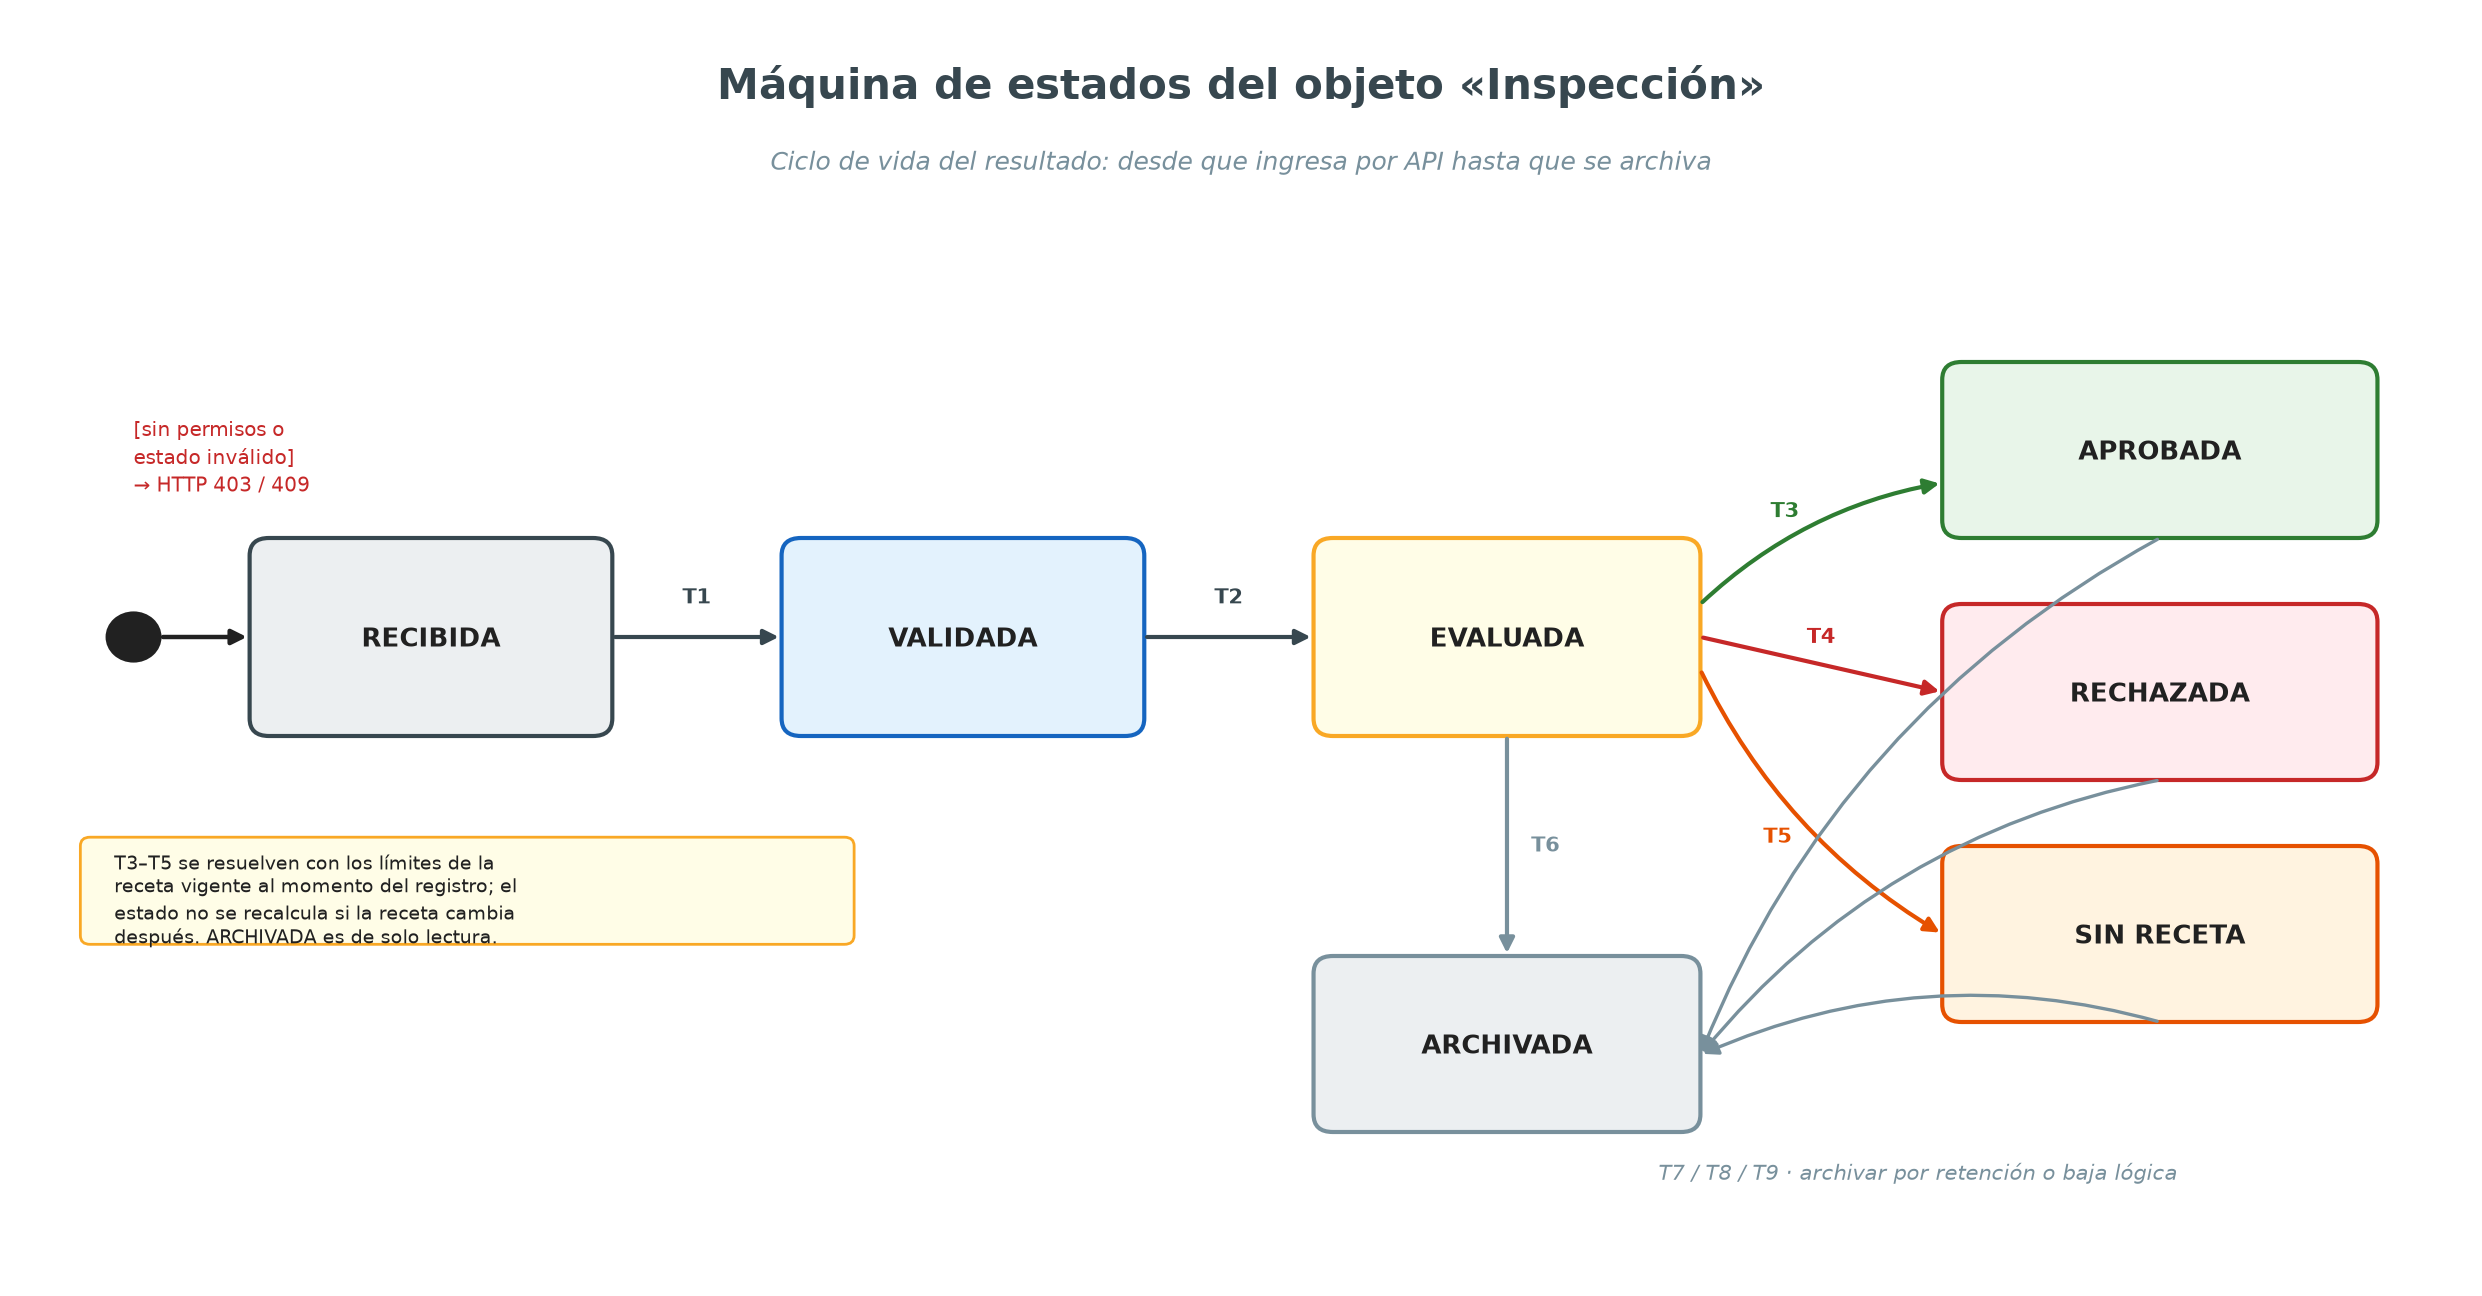 Máquina de estados del objeto «Inspección»
Ciclo de vida del resultado: desde que ingresa por API hasta que se archiva
[sin permisos o
estado inválido]
→ HTTP 403 / 409
RECIBIDA
T1
VALIDADA
T2
EVALUADA
T3
APROBADA
T4
RECHAZADA
T5
SIN RECETA
T6
ARCHIVADA
T3–T5 se resuelven con los límites de la
receta vigente al momento del registro; el
estado no se recalcula si la receta cambia
después. ARCHIVADA es de solo lectura.
T7 / T8 / T9 · archivar por retención o baja lógica